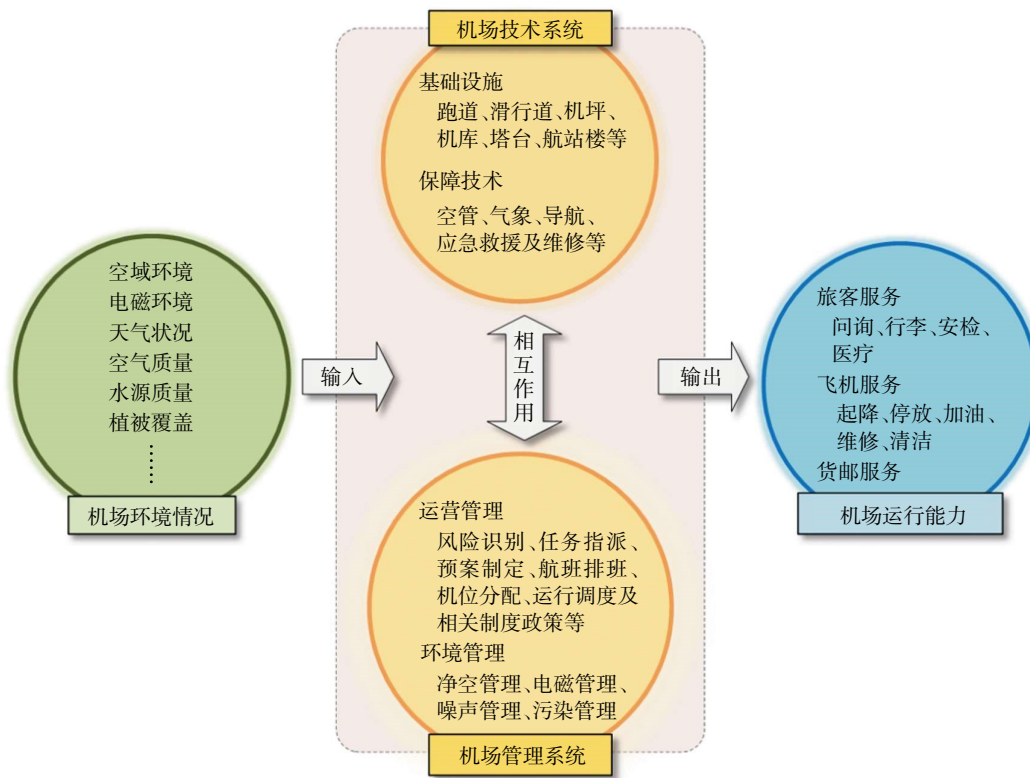 机场技术系统
基础设施
跑道、滑行道、机坪、
机库、塔台、航站楼等
保障技术
空管、气象、导航、
应急救援及维修等
空域环境
电磁环境
天气状况
空气质量
水源质量
植被覆盖
……
机场环境情况
输入
相互作用
输出
旅客服务
问询、行李、安检、
医疗
飞机服务
起降、停放、加油、
维修、清洁
货邮服务
机场运行能力
运营管理
风险识别、任务指派、
预案制定、航班排班、
机位分配、运行调度及
相关制度政策等
环境管理
净空管理、电磁管理、
噪声管理、污染管理
机场管理系统